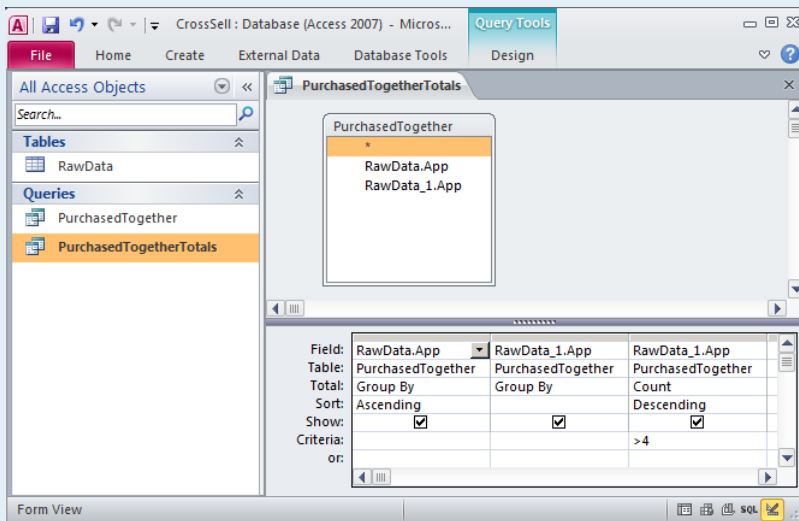 CrossSell : Database (Access 2007) - Micros... Query Tools
File Home Create External Data Database Tools Design
All Access Objects
Search...
Tables
RawData
Queries
PurchasedTogether
PurchasedTogetherTotals
PurchasedTogetherTotals
PurchasedTogether
*
RawData.App
RawData_1.App
Field: RawData.App RawData_1.App RawData_1.App
Table: PurchasedTogether PurchasedTogether PurchasedTogether
Total: Group By Group By Count
Sort: Ascending Descending
Show:
Criteria: >4
or:
Form View SQL